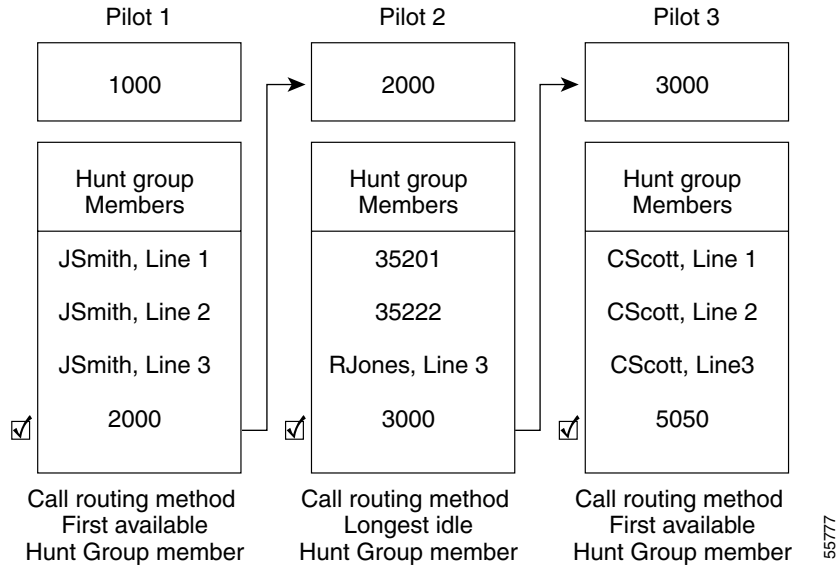 Pilot 1
1000
Hunt group
Members
JSmith, Line 1
JSmith, Line 2
JSmith, Line 3
2000
Call routing method
First available
Hunt Group member
Pilot 2
2000
Hunt group
Members
35201
35222
RJones, Line 3
3000
Call routing method
Longest idle
Hunt Group member
Pilot 3
3000
Hunt group
Members
CScott, Line 1
CScott, Line 2
CScott, Line3
5050
Call routing method
First available
Hunt Group member
55777